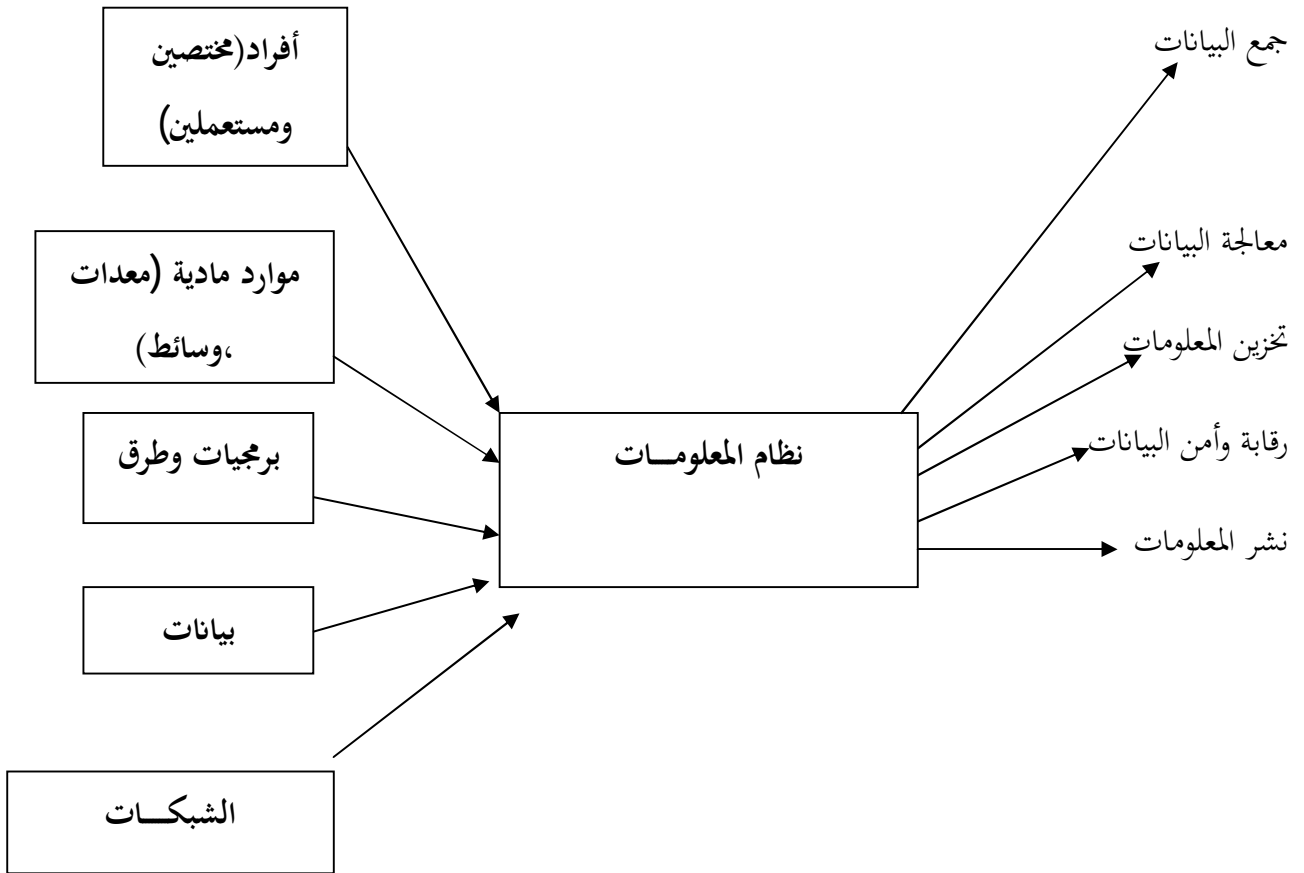 أفراد(مختصين
ومستعملين)
موارد مادية (معدات
،وسائط)
برمجيات وطرق
بيانات
الشبكـــات
نظام المعلومـــات
جمع البيانات
معالجة البيانات
تخزين المعلومات
رقابة وأمن البيانات
نشر المعلومات